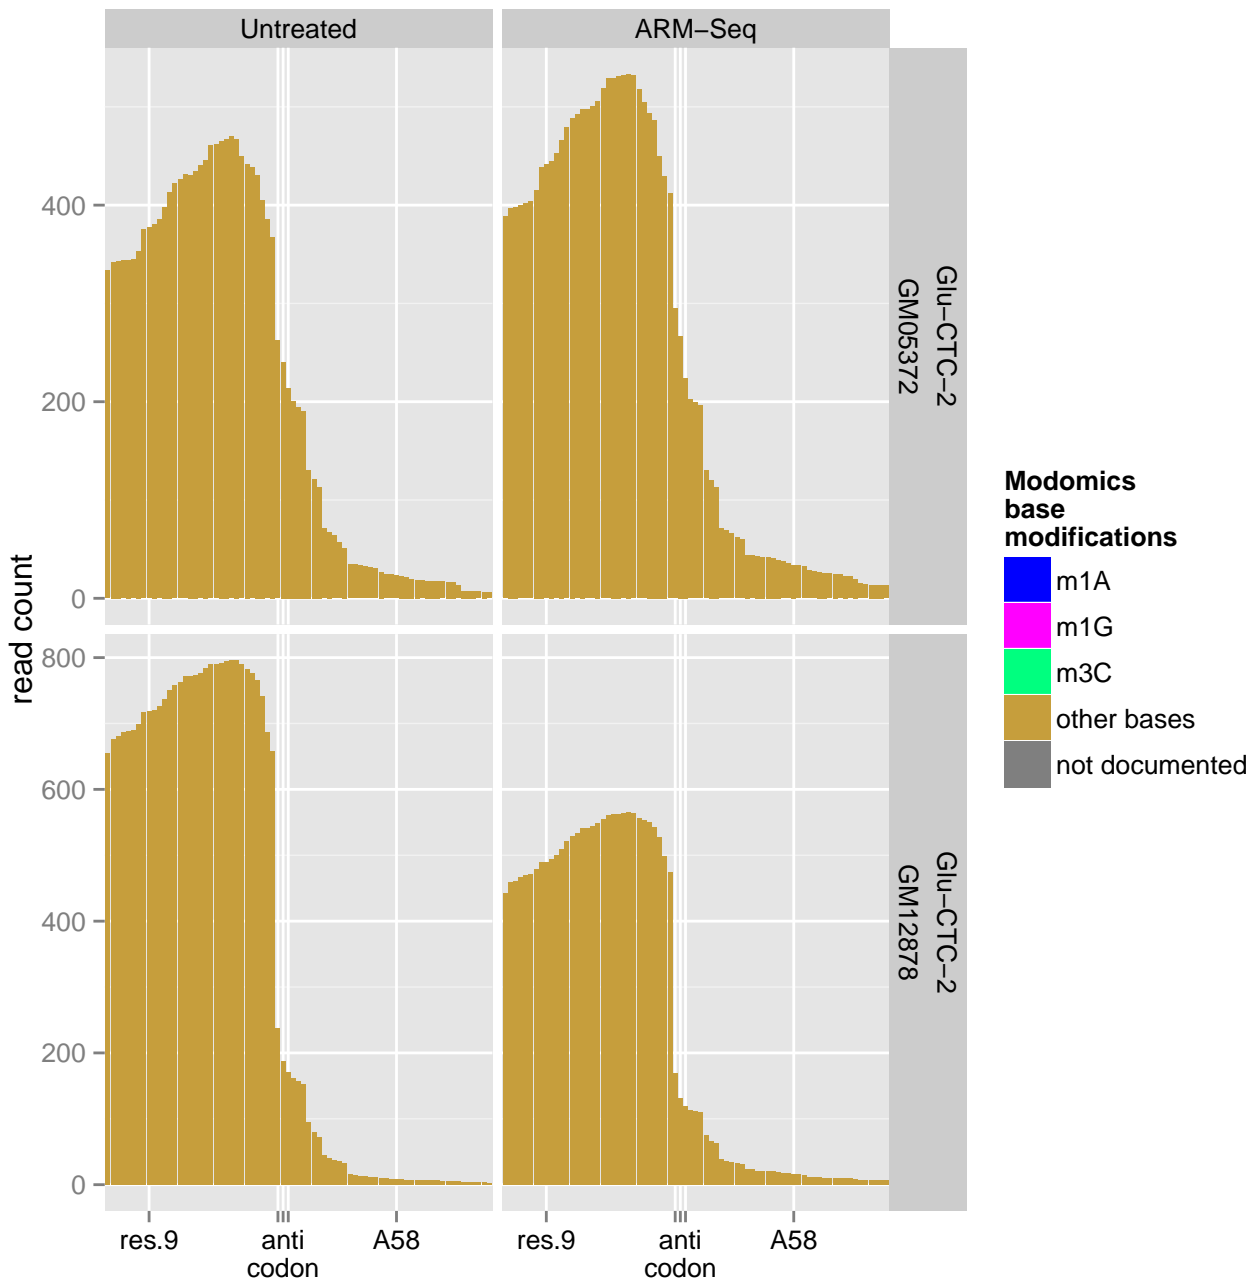 Untreated
ARM−Seq
400
200
0
Glu−CTC−2
GM05372
read count
800
600
400
200
0
Glu−CTC−2
GM12878
res.9
anti
codon
A58
res.9
anti
codon
A58
Modomics
base
modifications
m1A
m1G
m3C
other bases
not documented